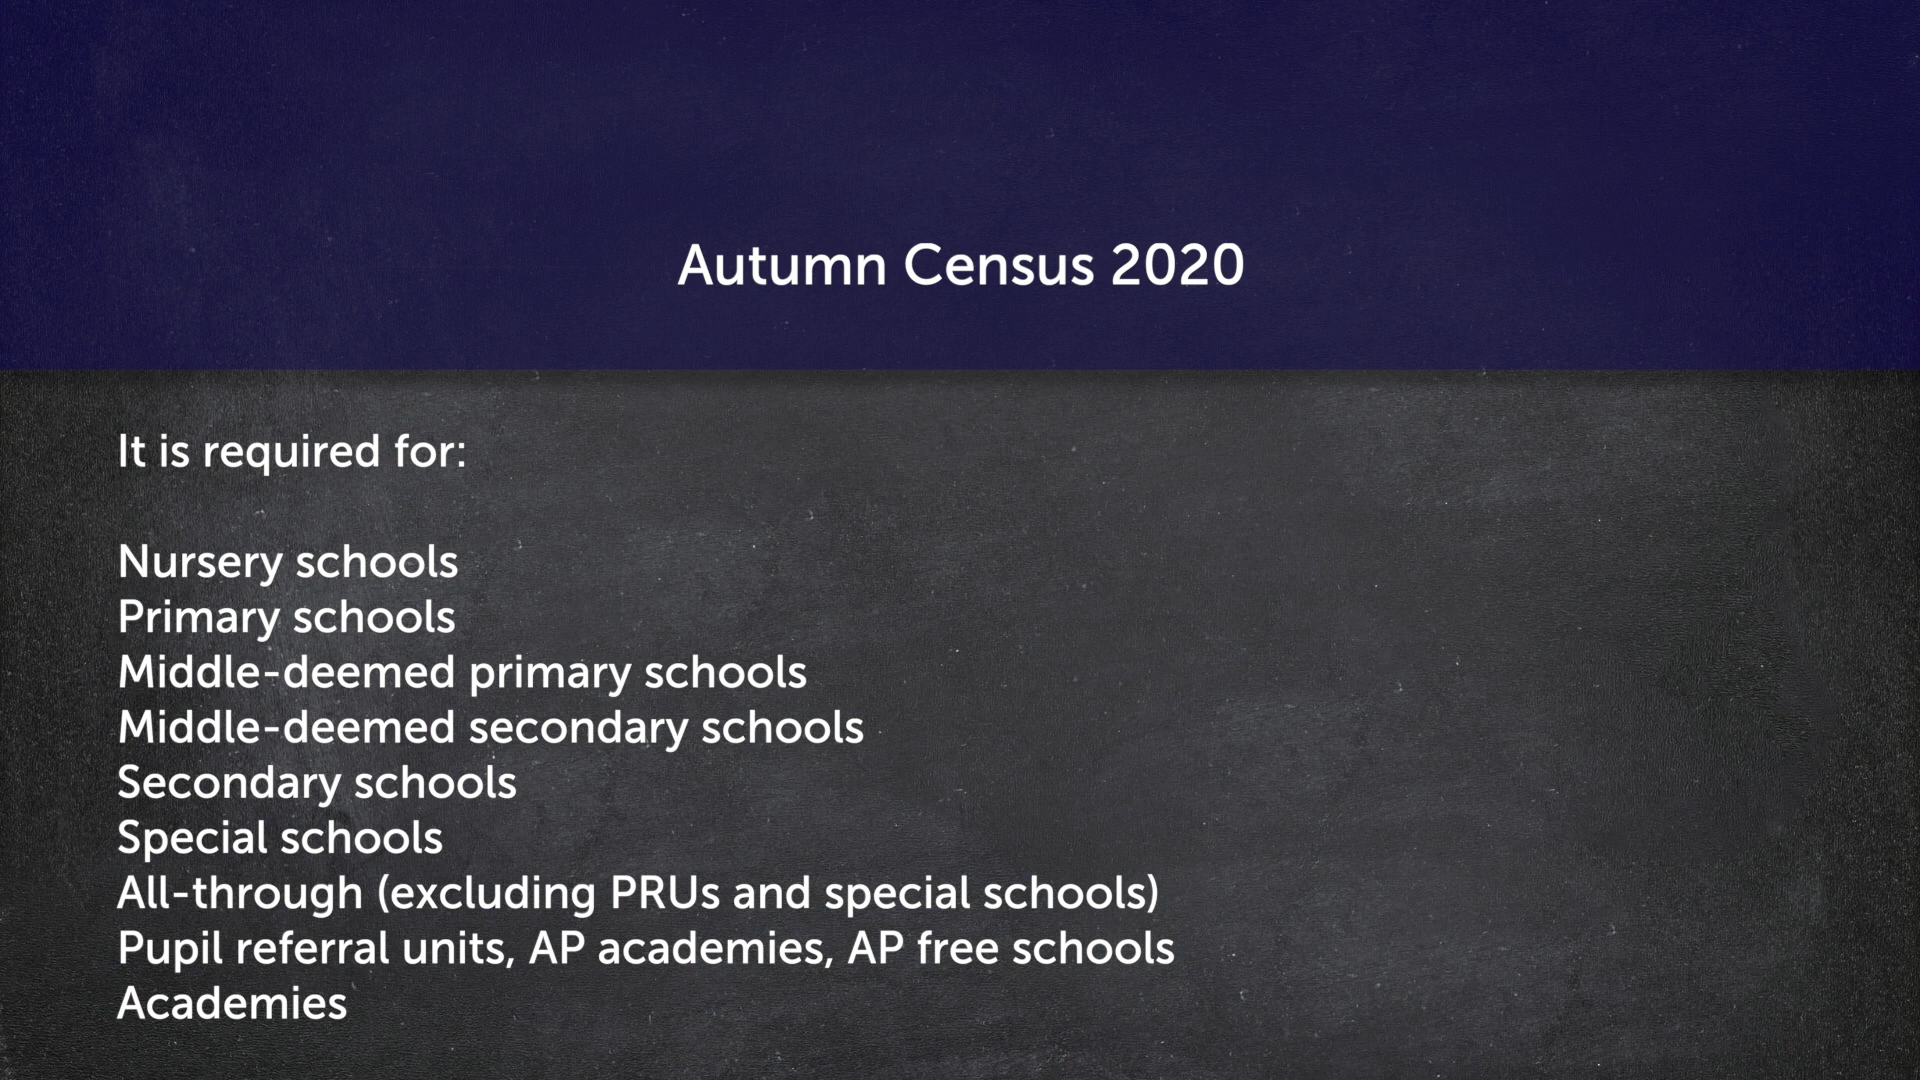 Autumn Census 2020
It is required for:
Nursery schools
Primary schools
Middle-deemed primary schools
Middle-deemed secondary schools
Secondary schools
Special schools
All-through (excluding PRUs and special schools)
Pupil referral units, AP academies, AP free schools
Academies